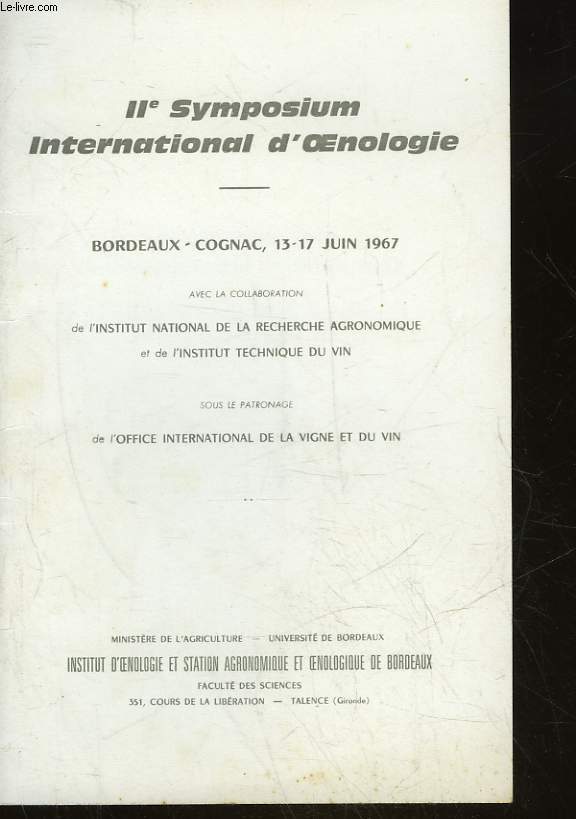 Le-livre.com
IIe Symposium
International d'Œnologie
BORDEAUX - COGNAC, 13-17 JUIN 1967
AVEC LA COLLABORATION
de l'INSTITUT NATIONAL DE LA RECHERCHE AGRONOMIQUE
et de l'INSTITUT TECHNIQUE DU VIN
SOUS LE PATRONAGE
de l'OFFICE INTERNATIONAL DE LA VIGNE ET DU VIN
MINISTÈRE DE L'AGRICULTURE — UNIVERSITÉ DE BORDEAUX
INSTITUT D'ŒNOLOGIE ET STATION AGRONOMIQUE ET ŒNOLOGIQUE DE BORDEAUX
FACULTÉ DES SCIENCES
351, COURS DE LA LIBÉRATION — TALENCE (Gironde)